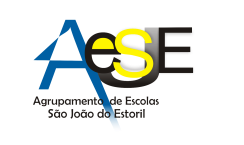 AeSJE
Agrupamento de Escolas
São João do Estoril